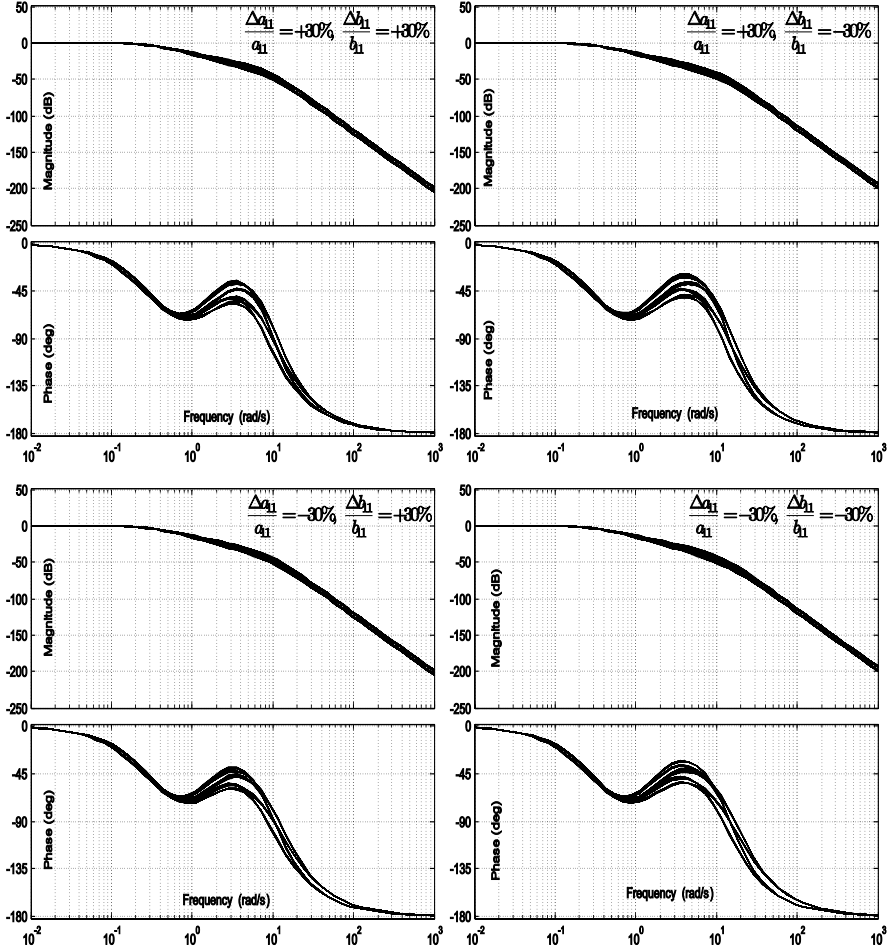 50
0
-50
-100
-150
-200
-250
Magnitude (dB)
Δa11/a11 = +30%, Δb11/b11 = +30%
0
-45
-90
-135
-180
Phase (deg)
Frequency (rad/s)
10^-2 10^-1 10^0 10^1 10^2 10^3
50
0
-50
-100
-150
-200
-250
Magnitude (dB)
Δa11/a11 = +30%, Δb11/b11 = −30%
0
-45
-90
-135
-180
Phase (deg)
Frequency (rad/s)
10^-2 10^-1 10^0 10^1 10^2 10^3
50
0
-50
-100
-150
-200
-250
Magnitude (dB)
Δa11/a11 = −30%, Δb11/b11 = +30%
0
-45
-90
-135
-180
Phase (deg)
Frequency (rad/s)
10^-2 10^-1 10^0 10^1 10^2 10^3
50
0
-50
-100
-150
-200
-250
Magnitude (dB)
Δa11/a11 = −30%, Δb11/b11 = −30%
0
-45
-90
-135
-180
Phase (deg)
Frequency (rad/s)
10^-2 10^-1 10^0 10^1 10^2 10^3